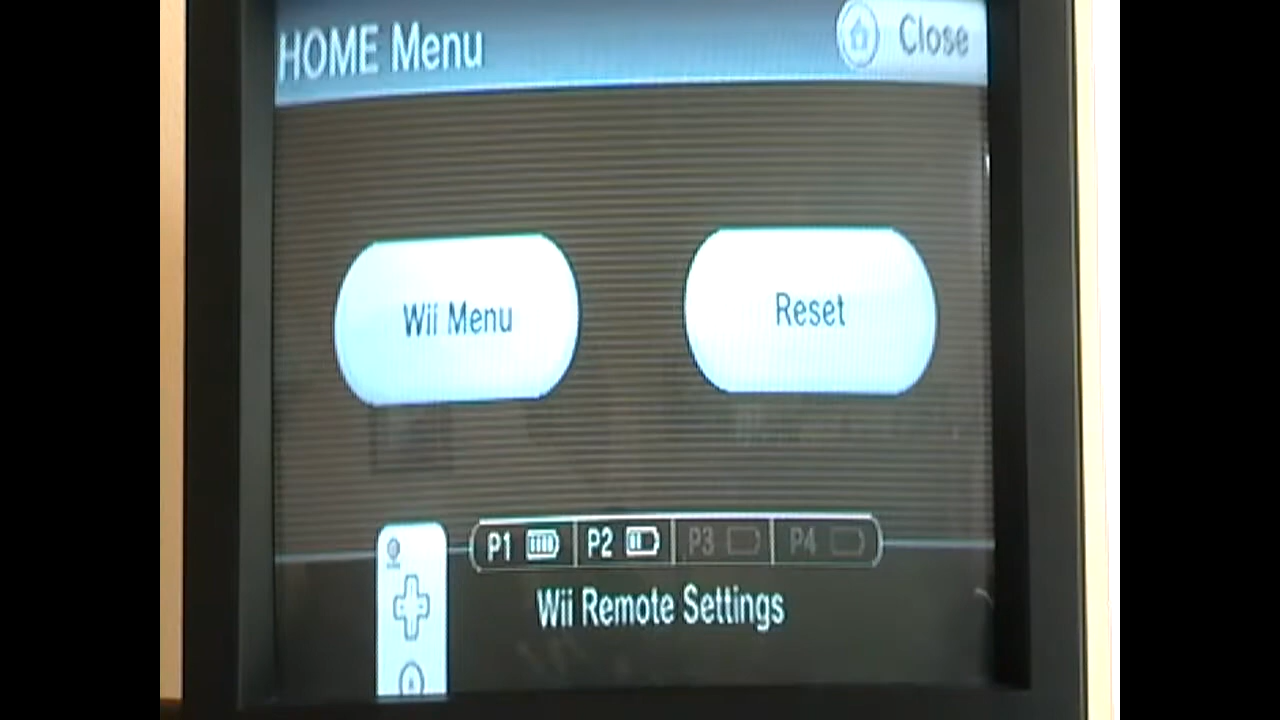 HOME Menu
Close
Wii Menu
Reset
P1 P2 P3 P4
Wii Remote Settings